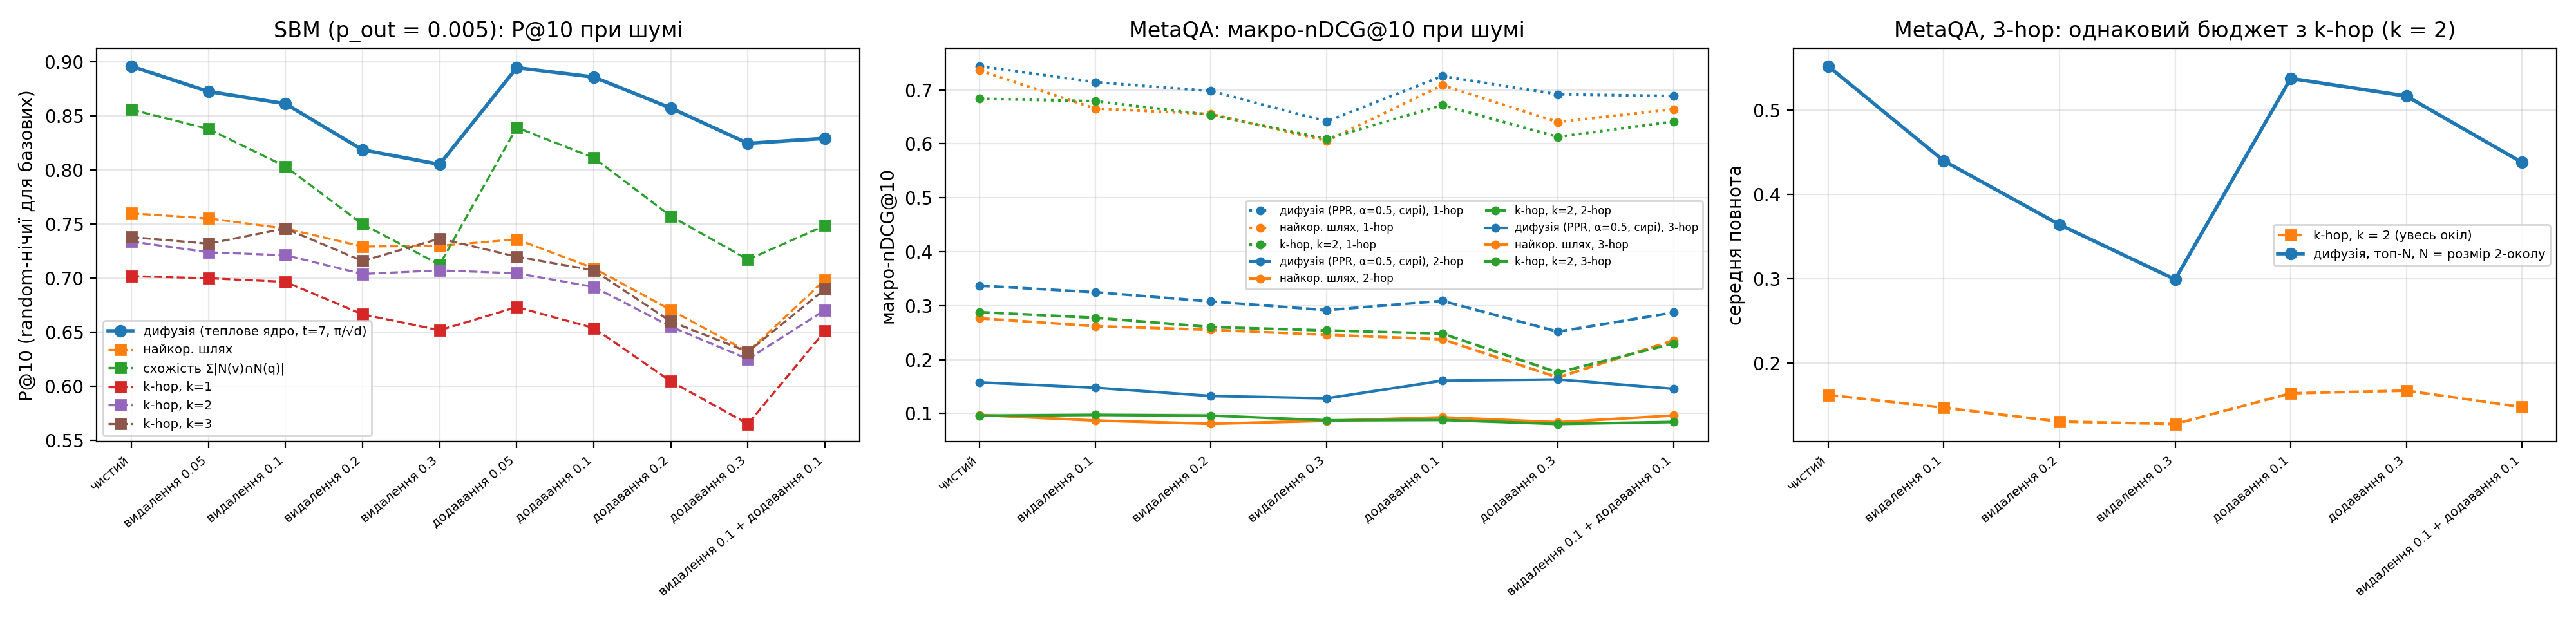 SBM (p_out = 0.005): P@10 при шумі
P@10 (random-нічиї для базових)
0.90
0.85
0.80
0.75
0.70
0.65
0.60
0.55
дифузія (теплове ядро, t=7, π/√d)
найкор. шлях
схожість Σ|N(v)∩N(q)|
k-hop, k=1
k-hop, k=2
k-hop, k=3
чистий
видалення 0.05
видалення 0.1
видалення 0.2
видалення 0.3
додавання 0.05
додавання 0.1
додавання 0.2
додавання 0.3
видалення 0.1 + додавання 0.1
MetaQA: макро-nDCG@10 при шумі
макро-nDCG@10
0.7
0.6
0.5
0.4
0.3
0.2
0.1
дифузія (PPR, α=0.5, сирі), 1-hop
найкор. шлях, 1-hop
k-hop, k=2, 1-hop
дифузія (PPR, α=0.5, сирі), 2-hop
найкор. шлях, 2-hop
k-hop, k=2, 2-hop
дифузія (PPR, α=0.5, сирі), 3-hop
найкор. шлях, 3-hop
k-hop, k=2, 3-hop
чистий
видалення 0.1
видалення 0.2
видалення 0.3
додавання 0.1
додавання 0.3
видалення 0.1 + додавання 0.1
MetaQA, 3-hop: однаковий бюджет з k-hop (k = 2)
середня повнота
0.5
0.4
0.3
0.2
k-hop, k = 2 (увесь окіл)
дифузія, топ-N, N = розмір 2-околу
чистий
видалення 0.1
видалення 0.2
видалення 0.3
додавання 0.1
додавання 0.3
видалення 0.1 + додавання 0.1